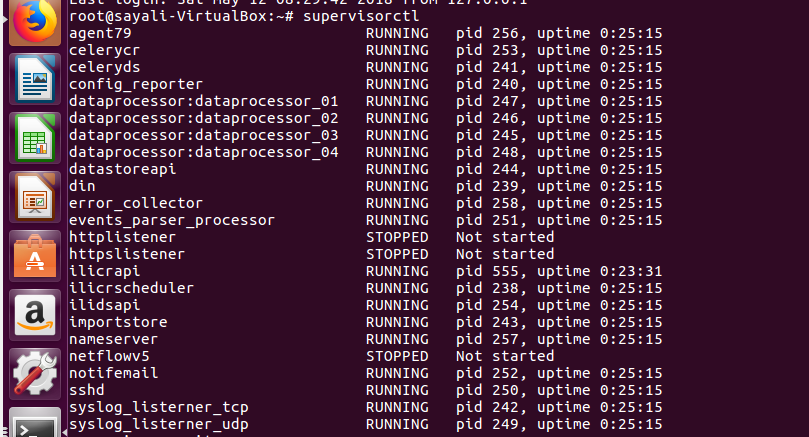 Last login: Sat May 12 08:29:42 2018 from 127.0.0.1
root@sayali-VirtualBox:~# supervisorctl
agent79 RUNNING pid 256, uptime 0:25:15
celerycr RUNNING pid 253, uptime 0:25:15
celeryds RUNNING pid 241, uptime 0:25:15
config_reporter RUNNING pid 240, uptime 0:25:15
dataprocessor:dataprocessor_01 RUNNING pid 247, uptime 0:25:15
dataprocessor:dataprocessor_02 RUNNING pid 246, uptime 0:25:15
dataprocessor:dataprocessor_03 RUNNING pid 245, uptime 0:25:15
dataprocessor:dataprocessor_04 RUNNING pid 248, uptime 0:25:15
datastoreapi RUNNING pid 244, uptime 0:25:15
din RUNNING pid 239, uptime 0:25:15
error_collector RUNNING pid 258, uptime 0:25:15
events_parser_processor RUNNING pid 251, uptime 0:25:15
httplistener STOPPED Not started
httpslistener STOPPED Not started
ilicrapi RUNNING pid 555, uptime 0:23:31
ilicrscheduler RUNNING pid 238, uptime 0:25:15
ilidsapi RUNNING pid 254, uptime 0:25:15
importstore RUNNING pid 243, uptime 0:25:15
nameserver RUNNING pid 257, uptime 0:25:15
netflowv5 STOPPED Not started
notifemail RUNNING pid 252, uptime 0:25:15
sshd RUNNING pid 250, uptime 0:25:15
syslog_listerner_tcp RUNNING pid 242, uptime 0:25:15
syslog_listerner_udp RUNNING pid 249, uptime 0:25:15